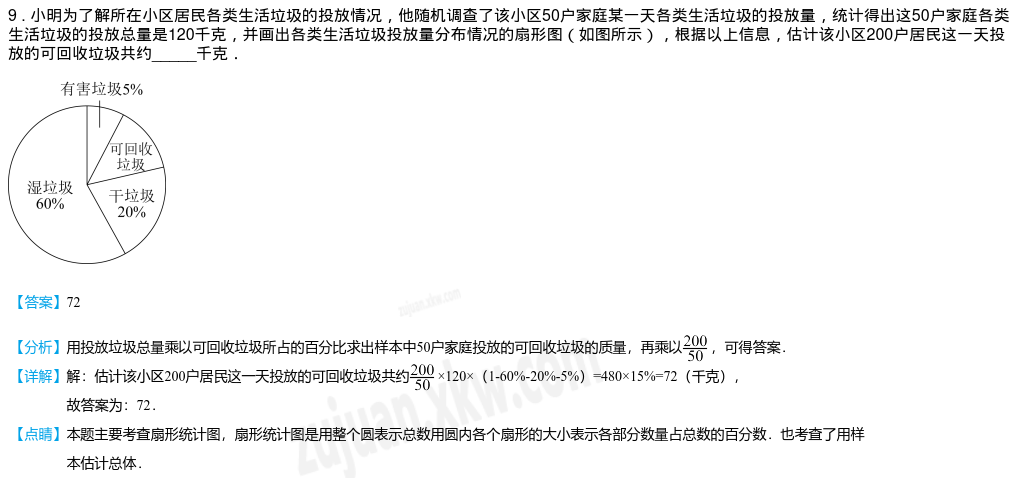 9．小明为了解所在小区居民各类生活垃圾的投放情况，他随机调查了该小区50户家庭某一天各类生活垃圾的投放量，统计得出这50户家庭各类
生活垃圾的投放总量是120千克，并画出各类生活垃圾投放量分布情况的扇形图（如图所示），根据以上信息，估计该小区200户居民这一天投
放的可回收垃圾共约______千克．
有害垃圾5%
可回收
垃圾
湿垃圾
60%
干垃圾
20%
【答案】72
zujuan.xkw.com
【分析】用投放垃圾总量乘以可回收垃圾所占的百分比求出样本中50户家庭投放的可回收垃圾的质量，再乘以200/50，可得答案．
【详解】解：估计该小区200户居民这一天投放的可回收垃圾共约200/50×120×（1-60%-20%-5%）=480×15%=72（千克），
故答案为：72．
【点睛】本题主要考查扇形统计图，扇形统计图是用整个圆表示总数用圆内各个扇形的大小表示各部分数量占总数的百分数．也考查了用样
本估计总体．
zujuan.xkw.com